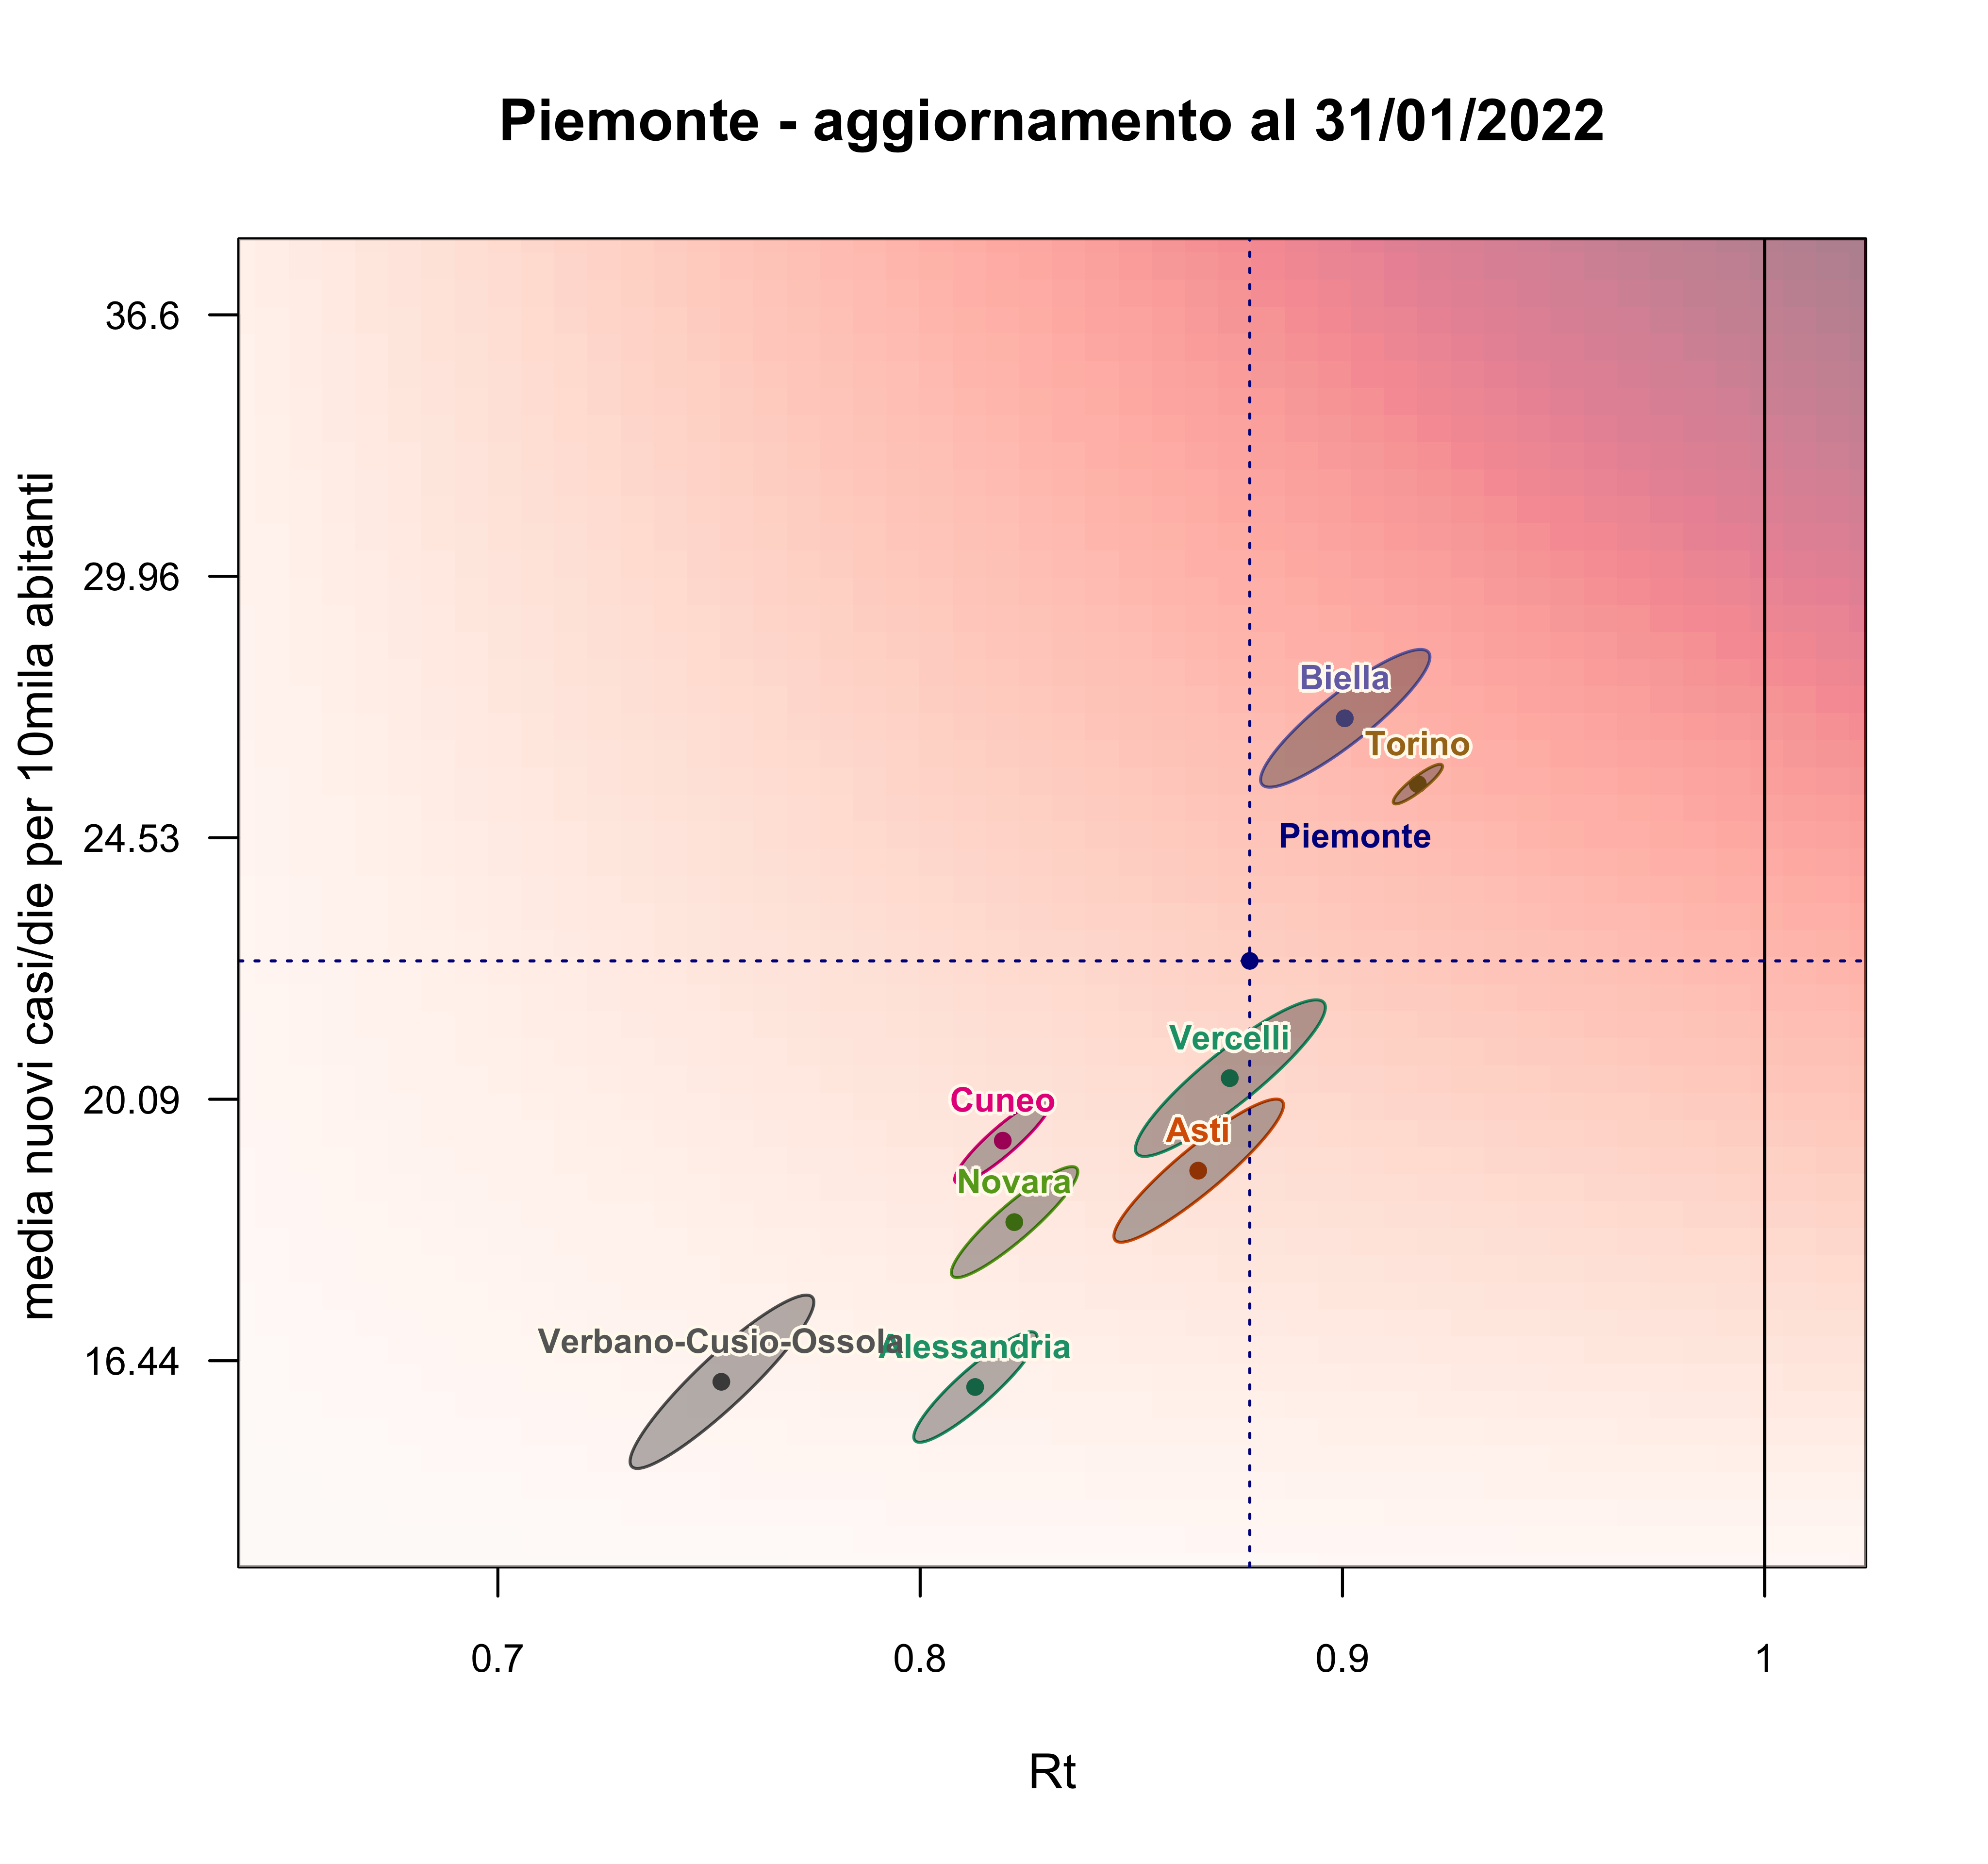 Piemonte - aggiornamento al 31/01/2022
media nuovi casi/die per 10mila abitanti
36.6
29.96
24.53
20.09
16.44
Biella
Torino
Piemonte
Vercelli
Cuneo
Asti
Novara
Verbano-Cusio-Ossola
Alessandria
0.7
0.8
0.9
1
Rt